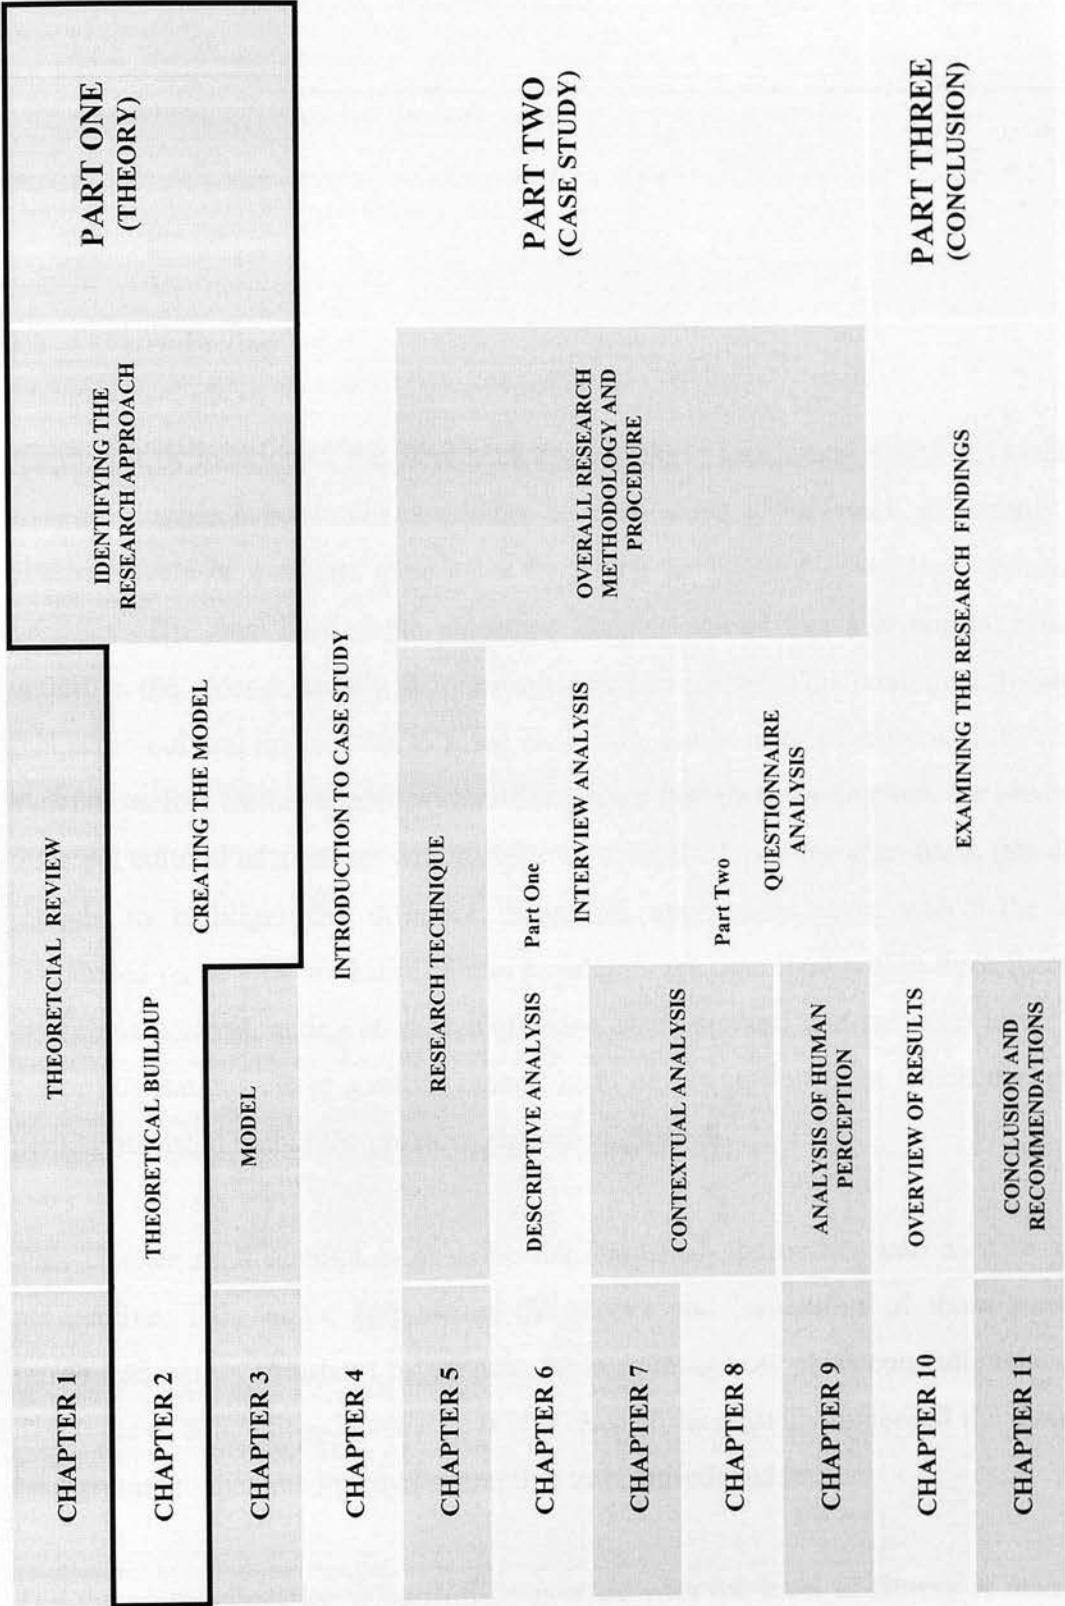 CHAPTER 1
THEORETCIAL REVIEW
IDENTIFYING THE
RESEARCH APPROACH
PART ONE
(THEORY)
CHAPTER 2
THEORETICAL BUILDUP
CREATING THE MODEL
CHAPTER 3
MODEL
CHAPTER 4
INTRODUCTION TO CASE STUDY
PART TWO
(CASE STUDY)
CHAPTER 5
RESEARCH TECHNIQUE
OVERALL RESEARCH
METHODOLOGY AND
PROCEDURE
CHAPTER 6
DESCRIPTIVE ANALYSIS
Part One
INTERVIEW ANALYSIS
CHAPTER 7
CONTEXTUAL ANALYSIS
CHAPTER 8
Part Two
QUESTIONNAIRE
ANALYSIS
CHAPTER 9
ANALYSIS OF HUMAN
PERCEPTION
CHAPTER 10
OVERVIEW OF RESULTS
EXAMINING THE RESEARCH FINDINGS
PART THREE
(CONCLUSION)
CHAPTER 11
CONCLUSION AND
RECOMMENDATIONS